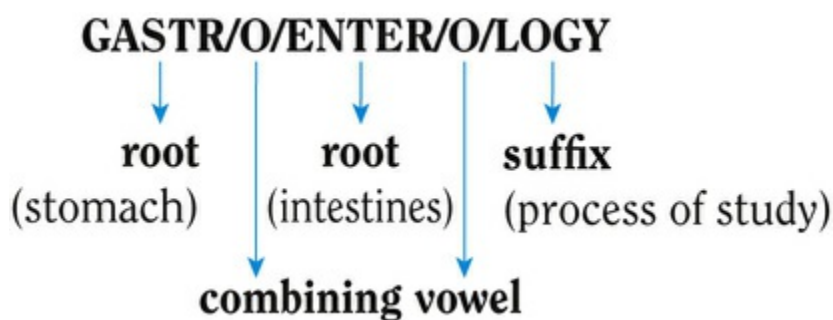 GASTR/O/ENTER/O/LOGY
root root suffix
(stomach) (intestines) (process of study)
combining vowel